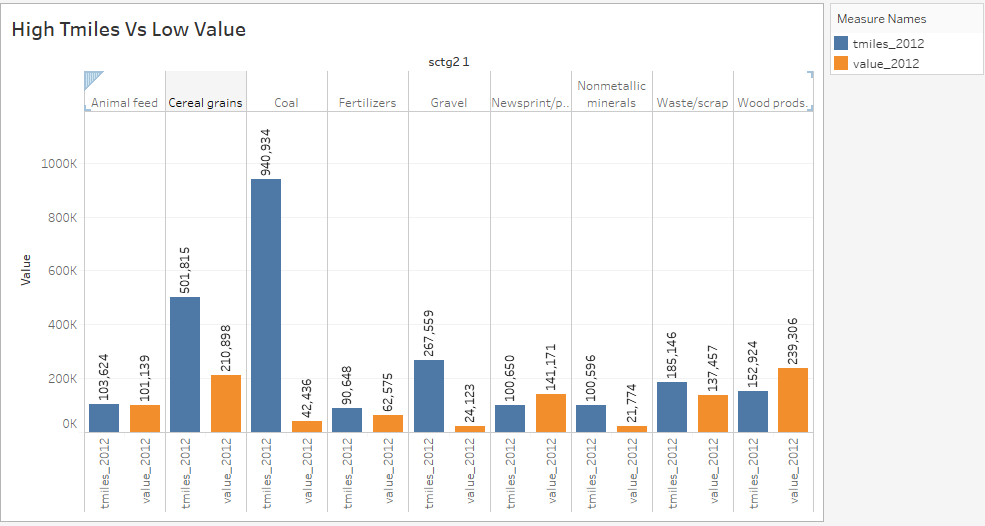 High Tmiles Vs Low Value
Measure Names
tmiles_2012
value_2012
sctg2 1
Animal feed
Cereal grains
Coal
Fertilizers
Gravel
Newsprint/p..
Nonmetallic
minerals
Waste/scrap
Wood prods.
Value
1000K
800K
600K
400K
200K
0K
103,624
101,139
501,815
210,898
940,934
42,436
90,648
62,575
267,559
24,123
100,650
141,171
100,596
21,774
185,146
137,457
152,924
239,306
tmiles_2012
value_2012
tmiles_2012
value_2012
tmiles_2012
value_2012
tmiles_2012
value_2012
tmiles_2012
value_2012
tmiles_2012
value_2012
tmiles_2012
value_2012
tmiles_2012
value_2012
tmiles_2012
value_2012